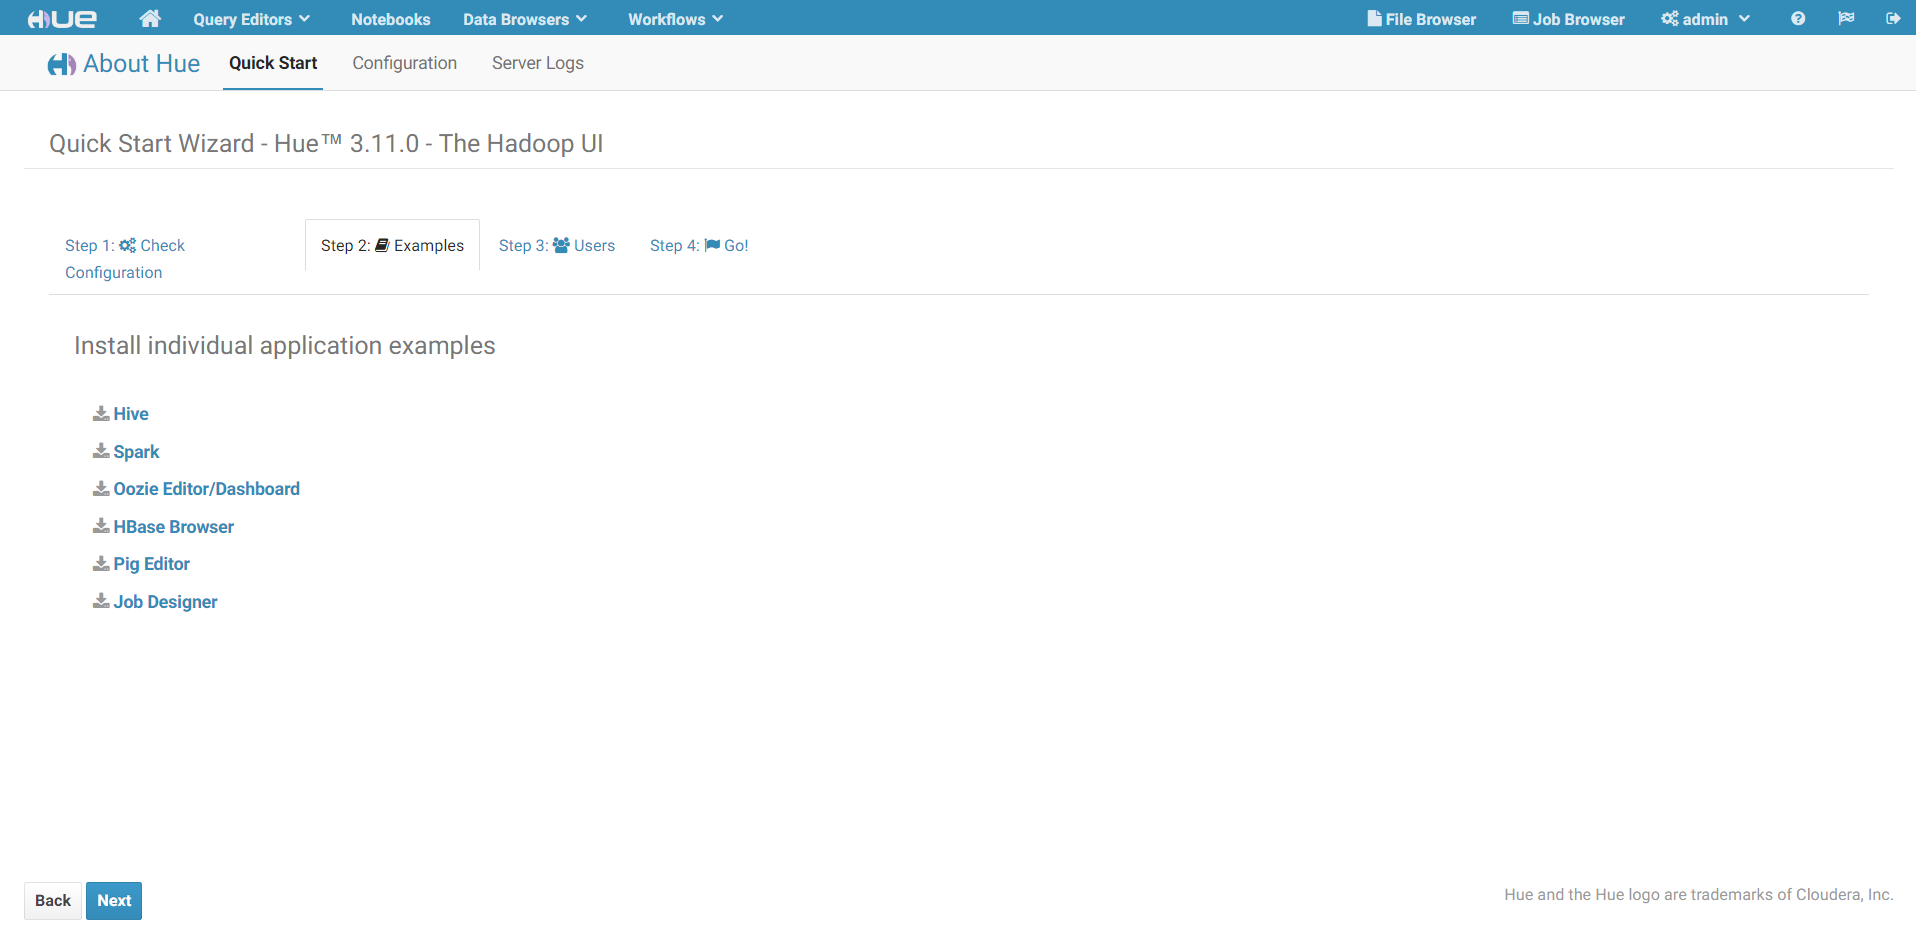 HUE Query Editors Notebooks Data Browsers Workflows File Browser Job Browser admin
About Hue Quick Start Configuration Server Logs
Quick Start Wizard - Hue™ 3.11.0 - The Hadoop UI
Step 1: Check Configuration
Step 2: Examples
Step 3: Users
Step 4: Go!
Install individual application examples
Hive
Spark
Oozie Editor/Dashboard
HBase Browser
Pig Editor
Job Designer
Back Next
Hue and the Hue logo are trademarks of Cloudera, Inc.